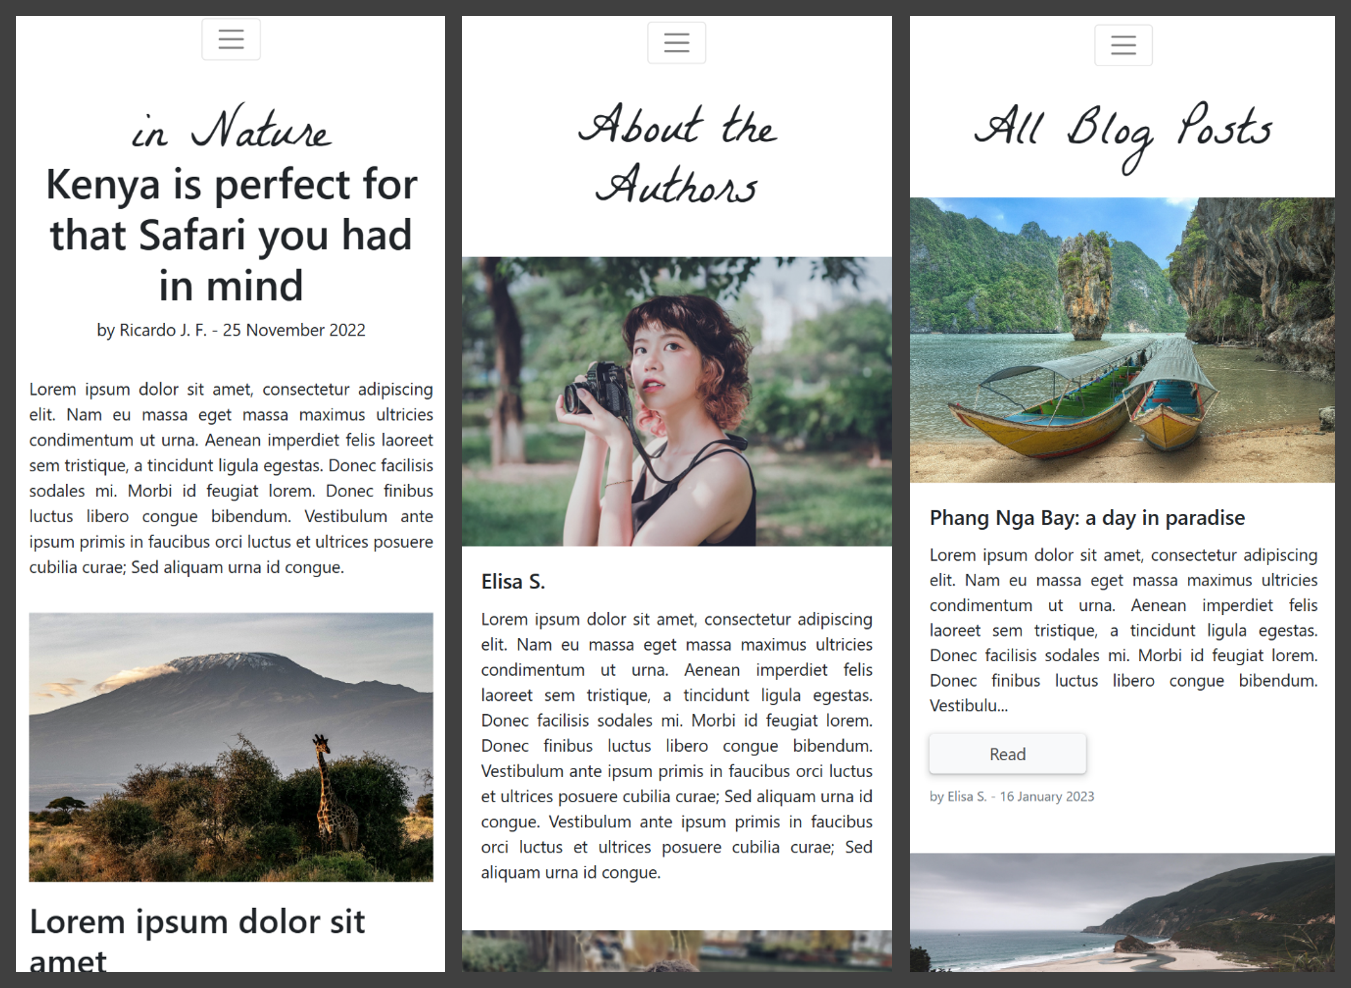 in Nature
Kenya is perfect for
that Safari you had
in mind
by Ricardo J. F. - 25 November 2022
Lorem ipsum dolor sit amet, consectetur adipiscing
elit. Nam eu massa eget massa maximus ultricies
condimentum ut urna. Aenean imperdiet felis laoreet
sem tristique, a tincidunt ligula egestas. Donec facilisis
sodales mi. Morbi id feugiat lorem. Donec finibus
luctus libero congue bibendum. Vestibulum ante
ipsum primis in faucibus orci luctus et ultrices posuere
cubilia curae; Sed aliquam urna id congue.
Lorem ipsum dolor sit
amet
About the
Authors
Elisa S.
Lorem ipsum dolor sit amet, consectetur adipiscing
elit. Nam eu massa eget massa maximus ultricies
condimentum ut urna. Aenean imperdiet felis
laoreet sem tristique, a tincidunt ligula egestas.
Donec facilisis sodales mi. Morbi id feugiat lorem.
Donec finibus luctus libero congue bibendum.
Vestibulum ante ipsum primis in faucibus orci luctus
et ultrices posuere cubilia curae; Sed aliquam urna id
congue. Vestibulum ante ipsum primis in faucibus
orci luctus et ultrices posuere cubilia curae; Sed
aliquam urna id congue.
All Blog Posts
Phang Nga Bay: a day in paradise
Lorem ipsum dolor sit amet, consectetur adipiscing
elit. Nam eu massa eget massa maximus ultricies
condimentum ut urna. Aenean imperdiet felis
laoreet sem tristique, a tincidunt ligula egestas.
Donec facilisis sodales mi. Morbi id feugiat lorem.
Donec finibus luctus libero congue bibendum.
Vestibulu...
Read
by Elisa S. - 16 January 2023